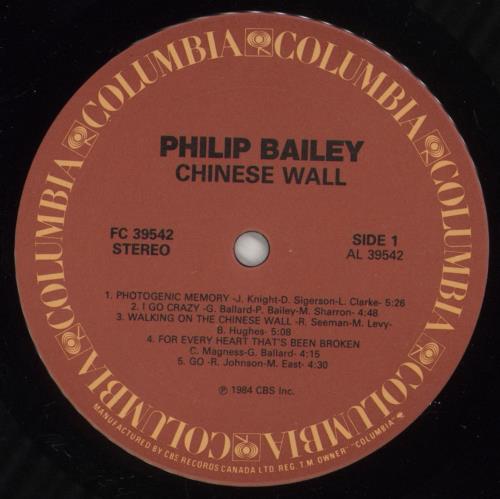 COLUMBIA COLUMBIA COLUMBIA COLUMBIA COLUMBIA COLUMBIA
PHILIP BAILEY
CHINESE WALL
FC 39542
STEREO
SIDE 1
AL 39542
1. PHOTOGENIC MEMORY -J. Knight-D. Sigerson-L. Clarke- 5:26
2. I GO CRAZY -G. Ballard-P. Bailey-M. Sharron- 4:48
3. WALKING ON THE CHINESE WALL -R. Seeman-M. Levy-
B. Hughes- 5:08
4. FOR EVERY HEART THAT'S BEEN BROKEN
C. Magness-G. Ballard- 4:15
5. GO -R. Johnson-M. East- 4:30
℗ 1984 CBS Inc.
MANUFACTURED BY CBS RECORDS CANADA LTD. REG. T.M OWNER "COLUMBIA"